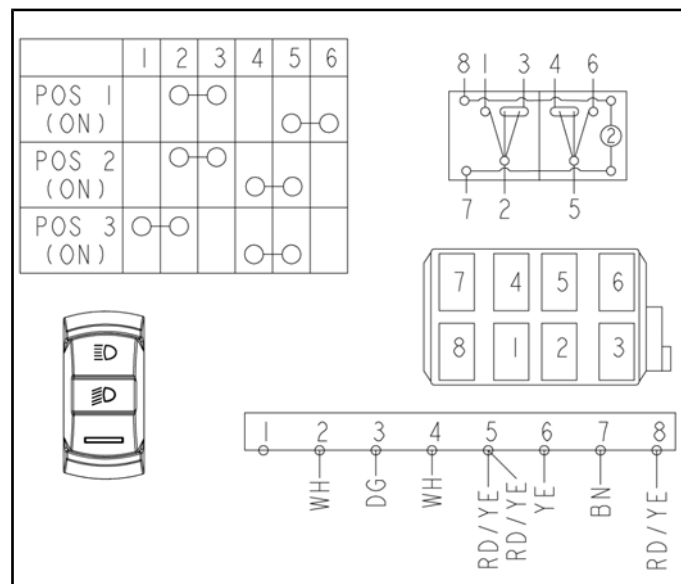 1 2 3 4 5 6
POS 1
(ON)
POS 2
(ON)
POS 3
(ON)
8 1 3 4 6
2
7 2 5
7 4 5 6
8 1 2 3
1 2 3 4 5 6 7 8
WH
DG
WH
RD/YE
RD/YE
YE
BN
RD/YE